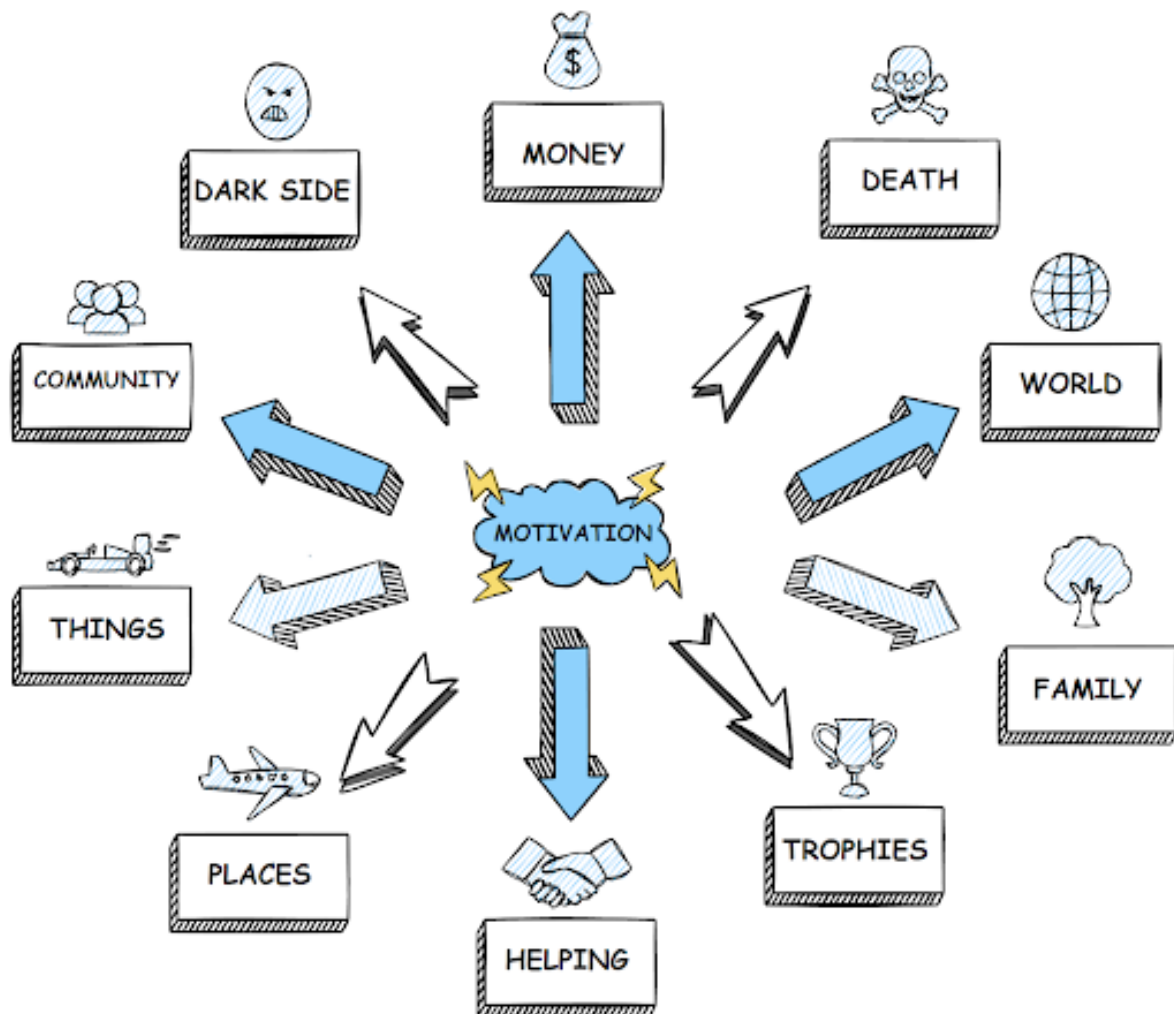 $
MONEY
DEATH
DARK SIDE
WORLD
COMMUNITY
MOTIVATION
THINGS
FAMILY
TROPHIES
PLACES
HELPING